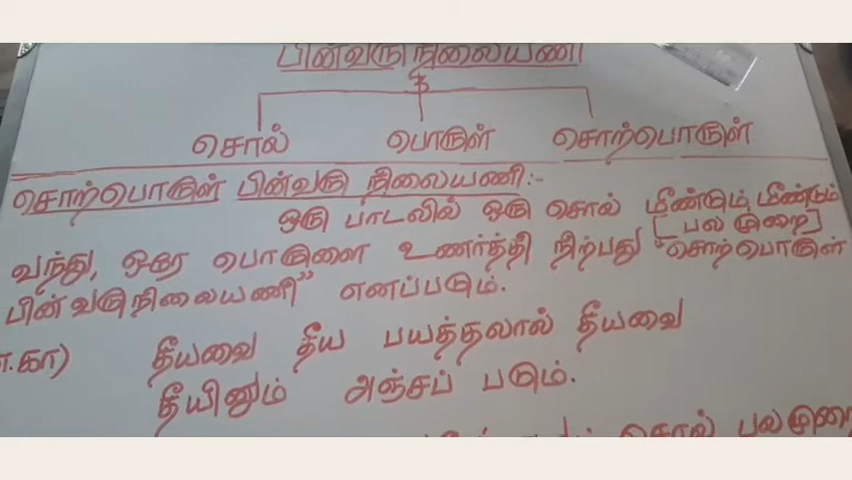 பின்வருநிலையணி
சொல் பொருள் சொற்பொருள்
சொற்பொருள் பின்வரு நிலையணி:-
ஒரு பாடலில் ஒரு சொல் மீண்டும் மீண்டும்
[பல முறை]
வந்து, ஒரே பொருளை உணர்த்தி நிற்பது "சொற்பொருள்
பின்வருநிலையணி" எனப்படும்.
எ.கா) தீயவை தீய பயத்தலால் தீயவை
தீயினும் அஞ்சப் படும்.
சொல் பலமுறை